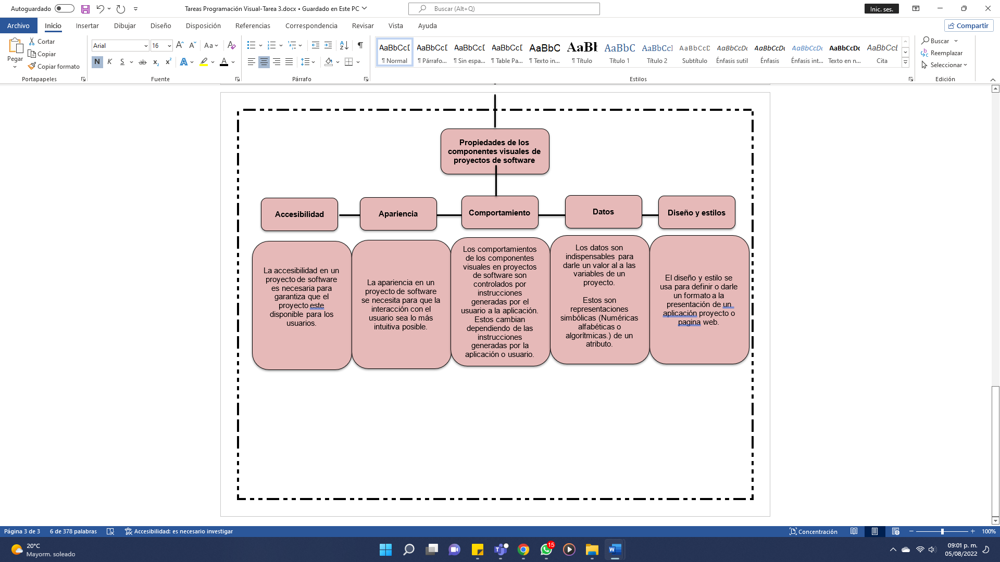 Autoguardado
Tareas Programación Visual-Tarea 3.docx • Guardado en Este PC
Buscar (Alt+Q)
Inic. ses.
Archivo
Inicio
Insertar
Dibujar
Diseño
Disposición
Referencias
Correspondencia
Revisar
Vista
Ayuda
Compartir
Pegar
Cortar
Copiar
Copiar formato
Portapapeles
Arial
16
Fuente
Párrafo
AaBbCcD AaBbCcD AaBbCcD AaBbCcD AaBbC AaBb AaBbC AaBbCcI AaBbCcD AaBbCcDc AaBbCcDc AaBbCcDc AaBbCcDc AaBbCcL
¶ Normal
¶ Párrafo...
¶ Sin espa...
¶ Table Pa...
¶ Texto in...
¶ Título
Título 1
Título 2
Subtítulo
Énfasis sutil
Énfasis
Énfasis int...
Texto en n...
Cita
Estilos
Buscar
Reemplazar
Seleccionar
Edición
Propiedades de los
componentes visuales de
proyectos de software
Accesibilidad
Apariencia
Comportamiento
Datos
Diseño y estilos
La accesibilidad en un
proyecto de software
es necesaria para
garantiza que el
proyecto este
disponible para los
usuarios.
La apariencia en un
proyecto de software
se necesita para que la
interacción con el
usuario sea lo más
intuitiva posible.
Los comportamientos
de los componentes
visuales en proyectos
de software son
controlados por
instrucciones
generadas por el
usuario a la aplicación.
Estos cambian
dependiendo de las
instrucciones
generadas por la
aplicación o usuario.
Los datos son
indispensables para
darle un valor al a las
variables de un
proyecto.
Estos son
representaciones
simbólicas (Numéricas
alfabéticas o
algorítmicas.) de un
atributo.
El diseño y estilo se
usa para definir o darle
un formato a la
presentación de un
aplicación proyecto o
pagina web.
Página 3 de 3
6 de 378 palabras
Accesibilidad: es necesario investigar
Concentración
100%
20°C
Mayorm. soleado
15
09:01 p. m.
05/08/2022